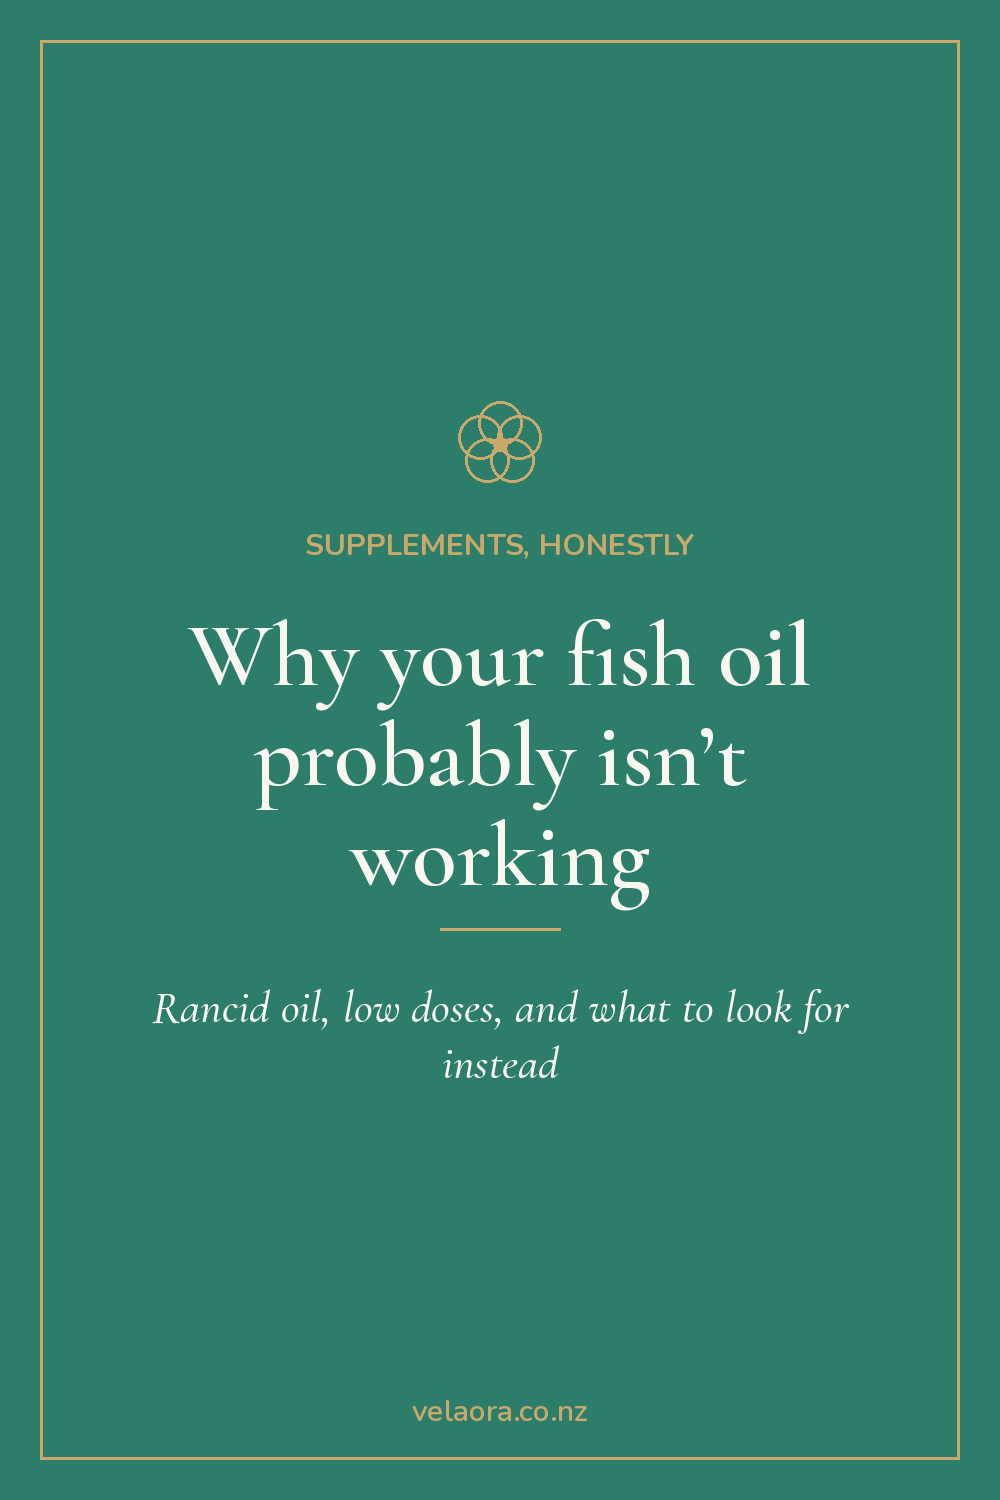 SUPPLEMENTS, HONESTLY
Why your fish oil
probably isn’t
working
Rancid oil, low doses, and what to look for
instead
velaora.co.nz